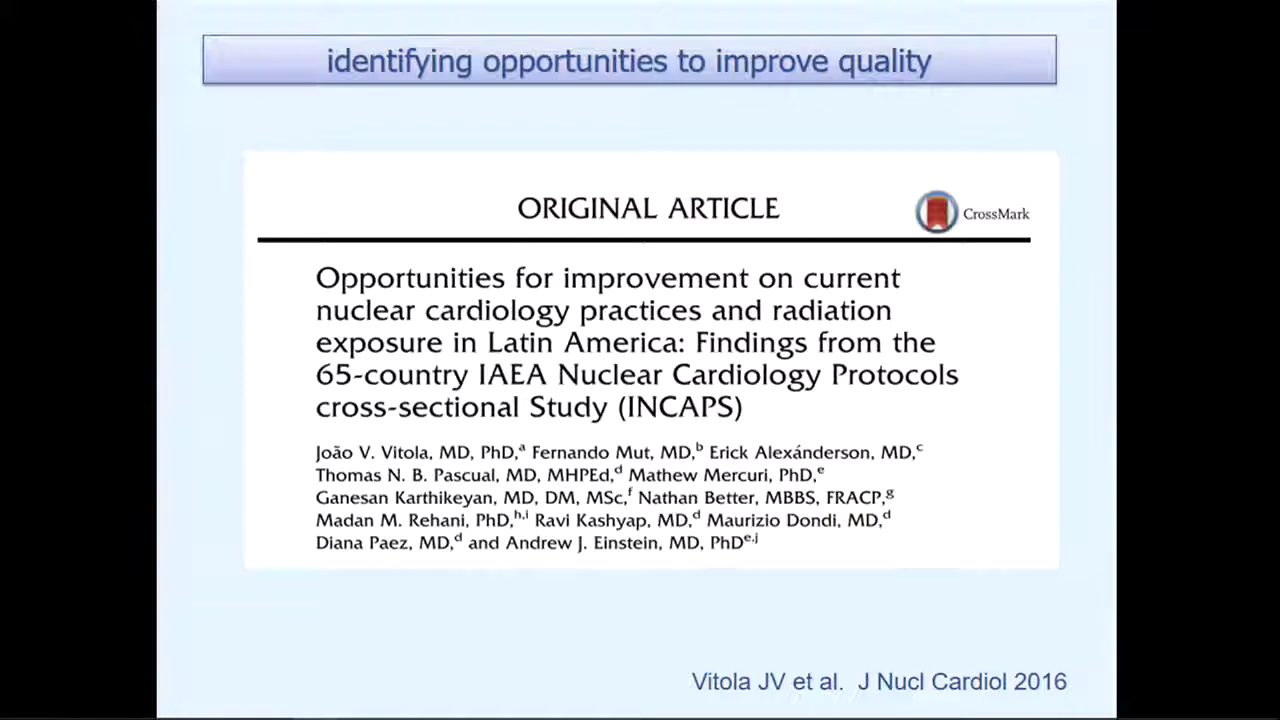 identifying opportunities to improve quality
ORIGINAL ARTICLE
CrossMark
Opportunities for improvement on current
nuclear cardiology practices and radiation
exposure in Latin America: Findings from the
65-country IAEA Nuclear Cardiology Protocols
cross-sectional Study (INCAPS)
João V. Vitola, MD, PhD,ᵃ Fernando Mut, MD,ᵇ Erick Alexánderson, MD,ᶜ
Thomas N. B. Pascual, MD, MHPEd,ᵈ Mathew Mercuri, PhD,ᵉ
Ganesan Karthikeyan, MD, DM, MSc,ᶠ Nathan Better, MBBS, FRACP,ᵍ
Madan M. Rehani, PhD,ʰ,ⁱ Ravi Kashyap, MD,ᵈ Maurizio Dondi, MD,ᵈ
Diana Paez, MD,ᵈ and Andrew J. Einstein, MD, PhDᵉ,ʲ
Vitola JV et al. J Nucl Cardiol 2016